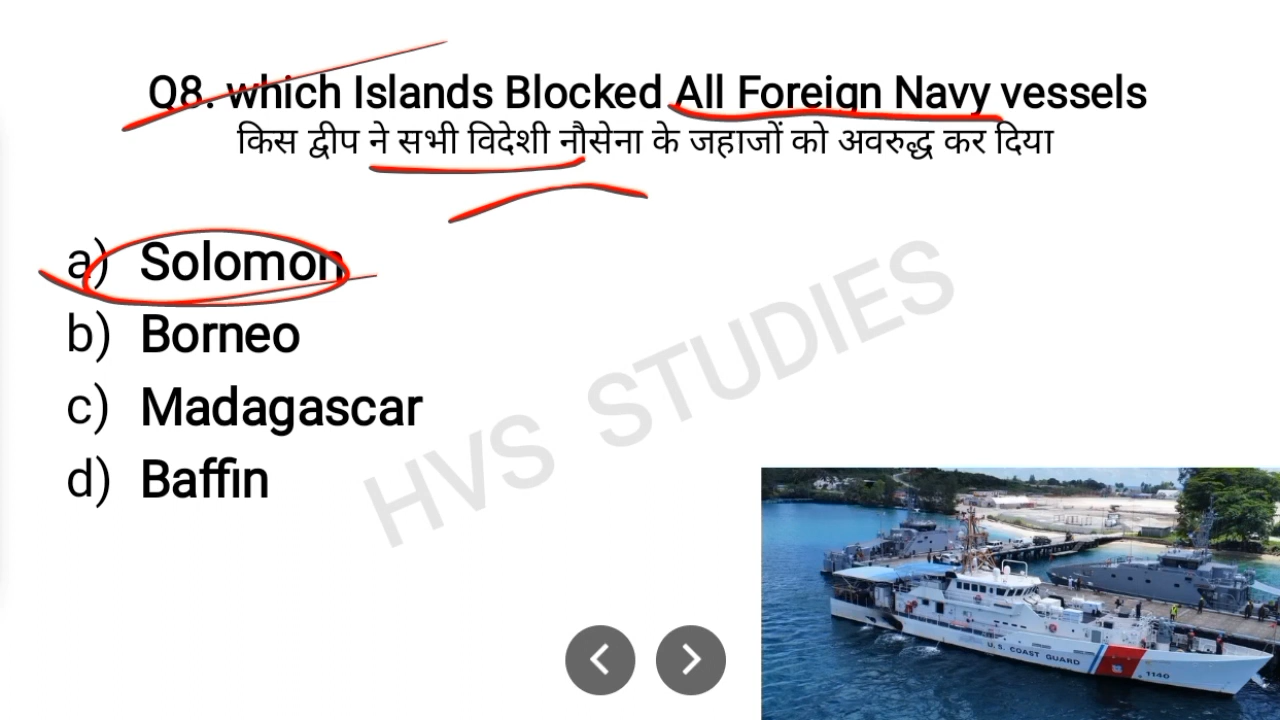 Q8. which Islands Blocked All Foreign Navy vessels
किस द्वीप ने सभी विदेशी नौसेना के जहाजों को अवरुद्ध कर दिया
a) Solomon
b) Borneo
c) Madagascar
d) Baffin
HVS STUDIES
U.S. COAST GUARD
1140